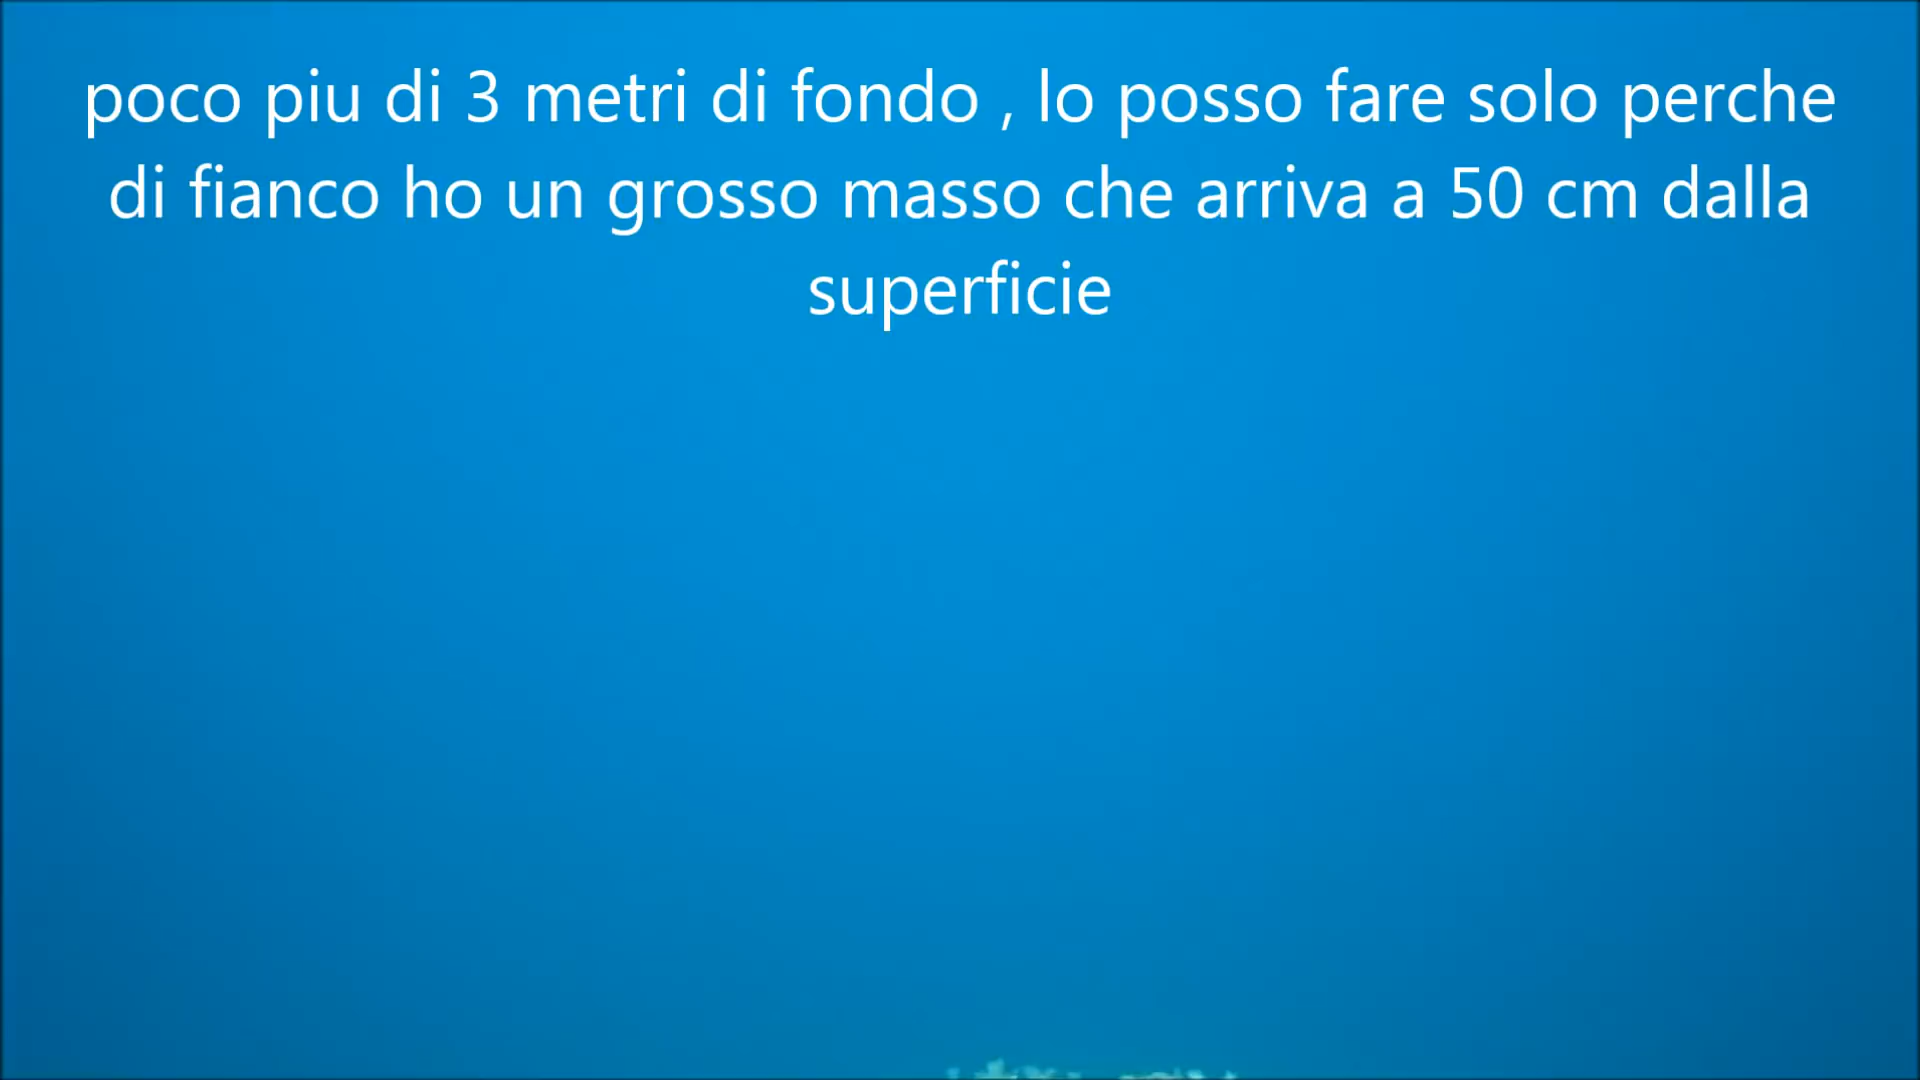 poco piu di 3 metri di fondo , lo posso fare solo perche
di fianco ho un grosso masso che arriva a 50 cm dalla
superficie